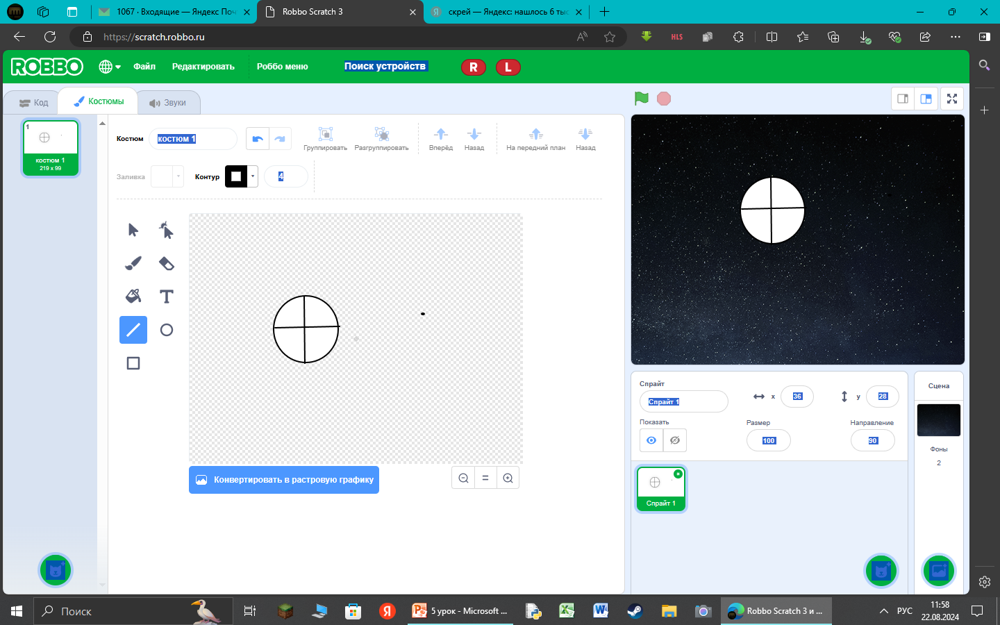 1067 · Входящие — Яндекс Поч
Robbo Scratch 3
скрей — Яндекс: нашлось 6 тыс
https://scratch.robbo.ru
HLS
ROBBO
Файл
Редактировать
Роббо меню
Поиск устройств
R
L
Код
Костюмы
Звуки
1
костюм 1
219 x 99
Костюм
костюм 1
Группировать
Разгруппировать
Вперёд
Назад
На передний план
Назад
Заливка
Контур
4
Конвертировать в растровую графику
Спрайт
Спрайт 1
x
36
y
28
Показать
Размер
100
Направление
90
Спрайт 1
Сцена
Фоны
2
Поиск
5 урок - Microsoft ...
Robbo Scratch 3 и ...
РУС
11:58
22.08.2024